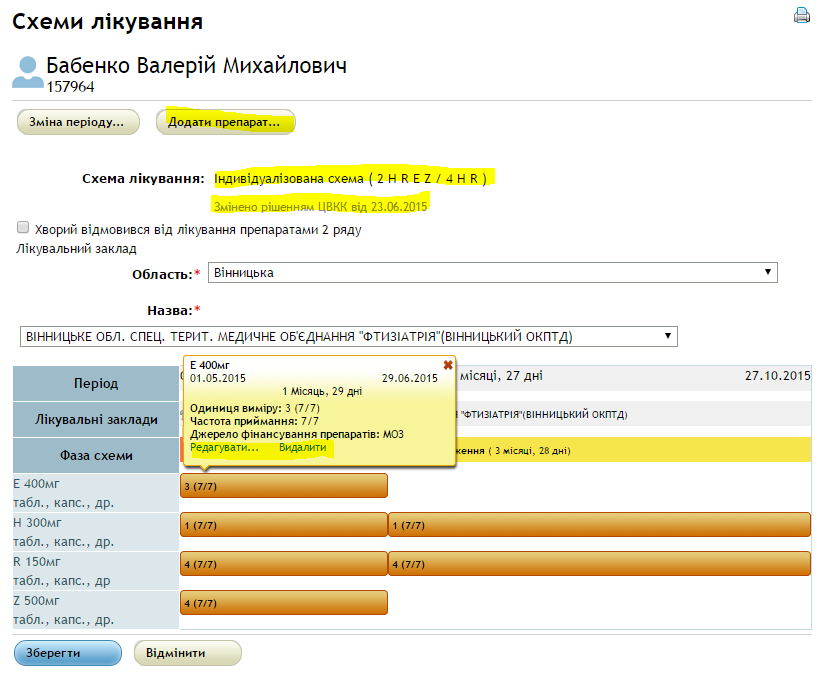 Схеми лікування
Бабенко Валерій Михайлович
157964
Зміна періоду... Додати препарат...
Схема лікування: Індивідуалізована схема ( 2 H R E Z / 4 H R )
Змінено рішенням ЦВКК від 23.06.2015
Хворий відмовився від лікування препаратами 2 ряду
Лікувальний заклад
Область:* Вінницька
Назва:*
ВІННИЦЬКЕ ОБЛ. СПЕЦ. ТЕРИТ. МЕДИЧНЕ ОБ'ЄДНАННЯ "ФТИЗІАТРІЯ"(ВІННИЦЬКИЙ ОКПТД)
E 400мг
01.05.2015 29.06.2015
1 Місяць, 29 дні
Одиниця виміру: 3 (7/7)
Частота приймання: 7/7
Джерело фінансування препаратів: МОЗ
Редагувати... Видалити
Період місяці, 27 дні 27.10.2015
Лікувальні заклади "ФТИЗІАТРІЯ"(ВІННИЦЬКИЙ ОКПТД)
Фаза схеми ження ( 3 місяці, 28 дні)
E 400мг
табл., капс., др. 3 (7/7)
H 300мг
табл., капс., др. 1 (7/7) 1 (7/7)
R 150мг
табл., капс., др 4 (7/7) 4 (7/7)
Z 500мг
табл., капс., др. 4 (7/7)
Зберегти Відмінити